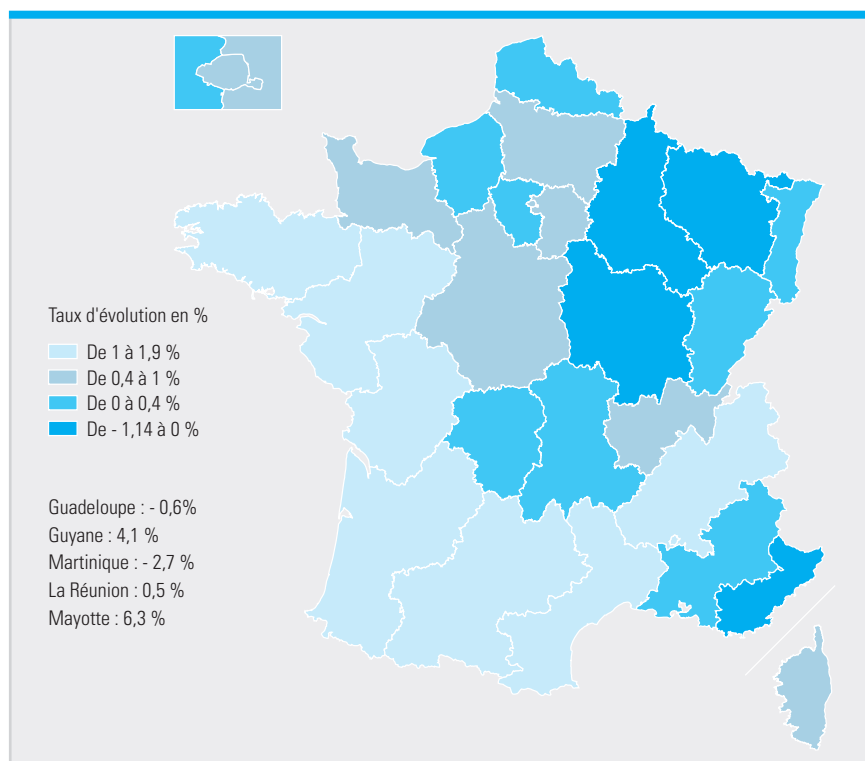 Taux d'évolution en %
De 1 à 1,9 %
De 0,4 à 1 %
De 0 à 0,4 %
De - 1,14 à 0 %
Guadeloupe : - 0,6%
Guyane : 4,1 %
Martinique : - 2,7 %
La Réunion : 0,5 %
Mayotte : 6,3 %